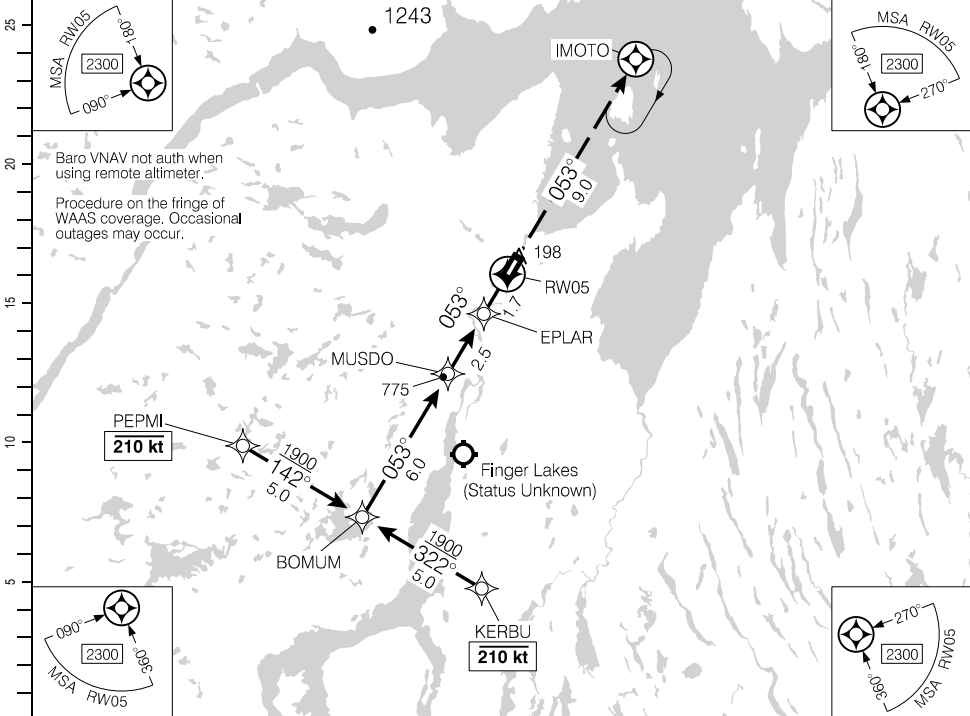 25
20
15
10
5
MSA RW05
180°
2300
090°
1243
IMOTO
MSA RW05
180°
2300
270°
Baro VNAV not auth when
using remote altimeter.
Procedure on the fringe of
WAAS coverage. Occasional
outages may occur.
053°
9.0
198
RW05
053°
1.7
EPLAR
MUSDO
2.5
775
PEPMI
210 kt
1900
142°
5.0
053°
6.0
Finger Lakes
(Status Unknown)
BOMUM
1900
322°
5.0
KERBU
210 kt
090°
2300
360°
MSA RW05
270°
2300
360°
MSA RW05